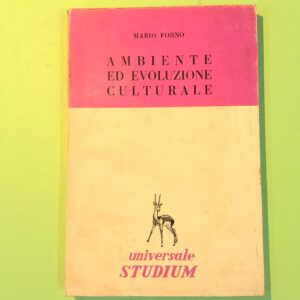 MARIO FORNO
AMBIENTE
ED EVOLUZIONE
CULTURALE
universale
STUDIUM